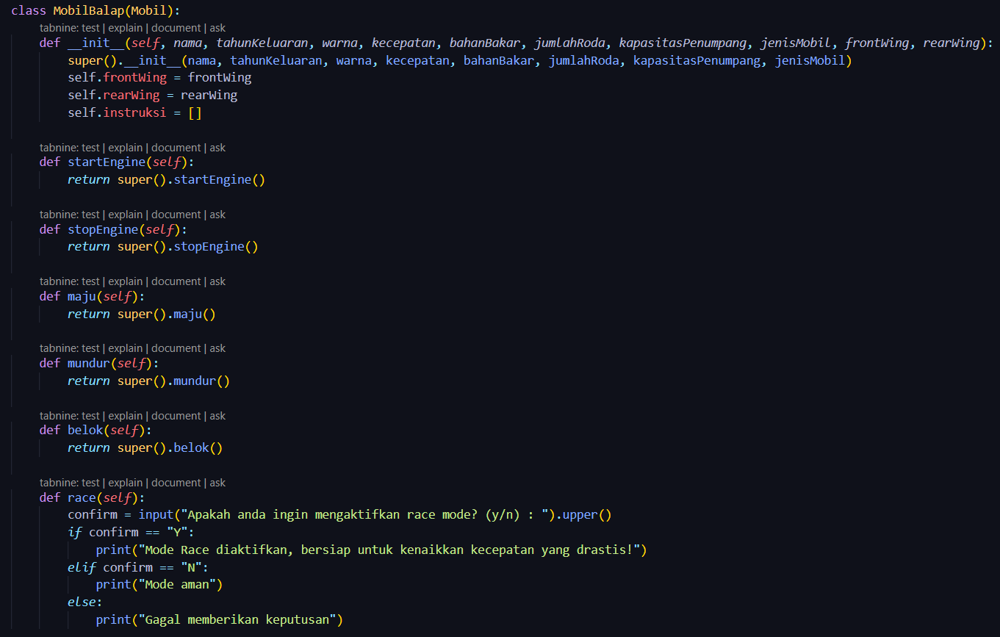 class MobilBalap(Mobil):
tabnine: test | explain | document | ask
def __init__(self, nama, tahunKeluaran, warna, kecepatan, bahanBakar, jumlahRoda, kapasitasPenumpang, jenisMobil, frontWing, rearWing):
super().__init__(nama, tahunKeluaran, warna, kecepatan, bahanBakar, jumlahRoda, kapasitasPenumpang, jenisMobil)
self.frontWing = frontWing
self.rearWing = rearWing
self.instruksi = []
tabnine: test | explain | document | ask
def startEngine(self):
return super().startEngine()
tabnine: test | explain | document | ask
def stopEngine(self):
return super().stopEngine()
tabnine: test | explain | document | ask
def maju(self):
return super().maju()
tabnine: test | explain | document | ask
def mundur(self):
return super().mundur()
tabnine: test | explain | document | ask
def belok(self):
return super().belok()
tabnine: test | explain | document | ask
def race(self):
confirm = input("Apakah anda ingin mengaktifkan race mode? (y/n) : ").upper()
if confirm == "Y":
print("Mode Race diaktifkan, bersiap untuk kenaikkan kecepatan yang drastis!")
elif confirm == "N":
print("Mode aman")
else:
print("Gagal memberikan keputusan")